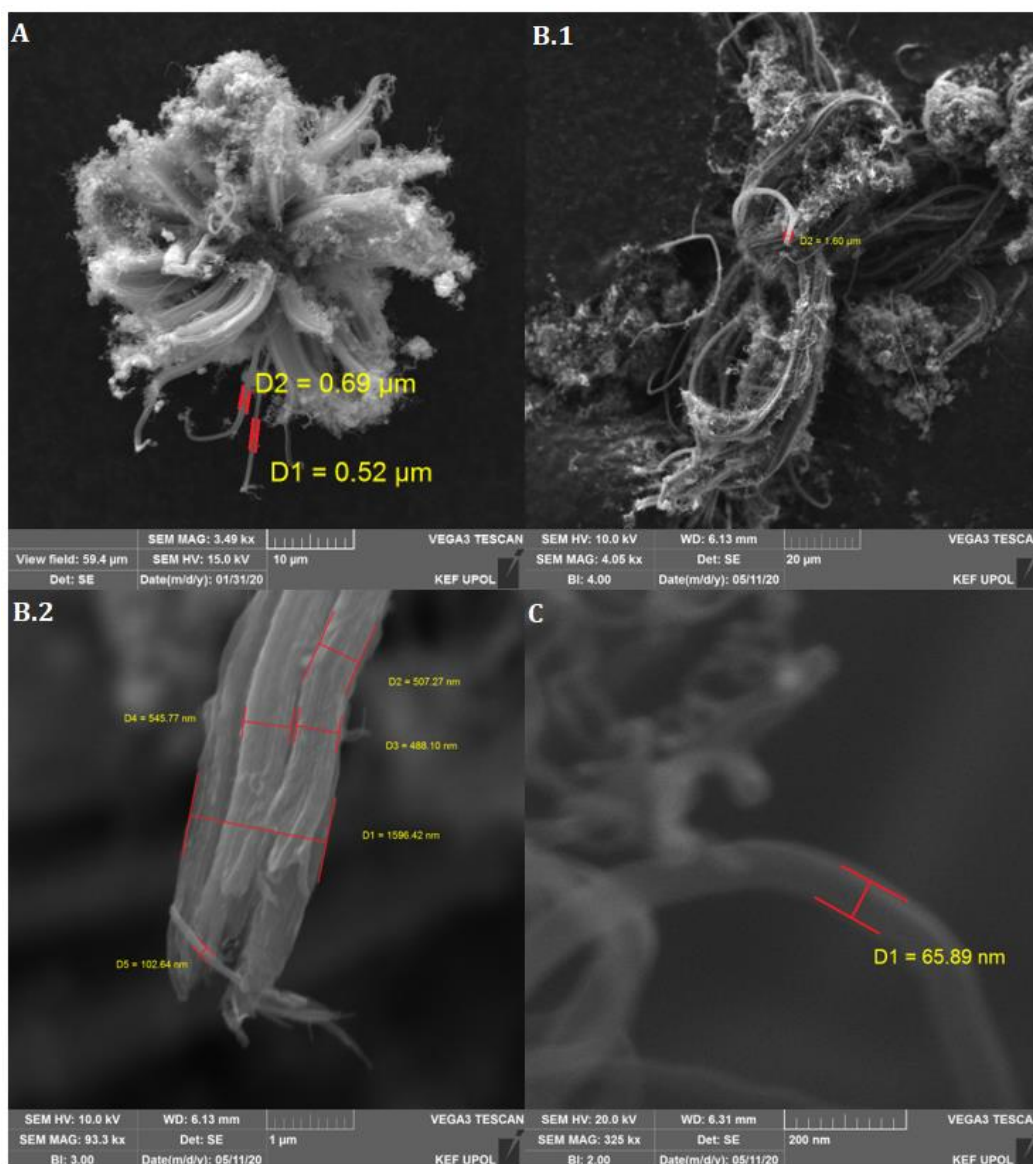 A
D2 = 0.69 µm
D1 = 0.52 µm
SEM MAG: 3.49 kx
VEGA3 TESCAN
View field: 59.4 µm SEM HV: 15.0 kV 10 µm
Det: SE Date(m/d/y): 01/31/20 KEF UPOL
B.1
D2 = 1.60 µm
SEM HV: 10.0 kV WD: 6.13 mm VEGA3 TESCAN
SEM MAG: 4.05 kx 20 µm
BI: 4.00 Date(m/d/y): 05/11/20 KEF UPOL
B.2
D2 = 507.27 nm
D4 = 545.77 nm
D3 = 488.10 nm
D1 = 1596.42 nm
D5 = 102.64 nm
SEM HV: 10.0 kV WD: 6.13 mm VEGA3 TESCAN
SEM MAG: 93.3 kx Det: SE 1 µm
BI: 3.00 Date(m/d/y): 05/11/20 KEF UPOL
C
D1 = 65.89 nm
SEM HV: 20.0 kV WD: 6.31 mm VEGA3 TESCAN
SEM MAG: 325 kx Det: SE 200 nm
BI: 2.00 Date(m/d/y): 05/11/20 KEF UPOL